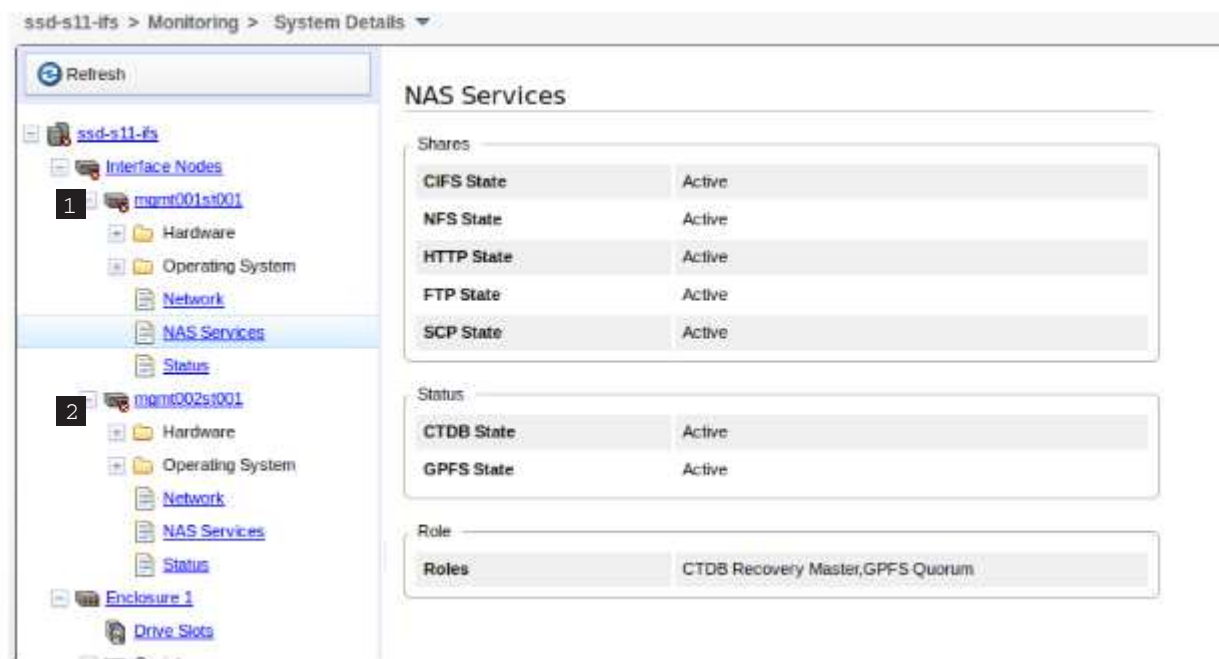 ssd-s11-ifs > Monitoring > System Details
Refresh
ssd-s11-ifs
Interface Nodes
1
mgmt001st001
Hardware
Operating System
Network
NAS Services
Status
2
mgmt002st001
Hardware
Operating System
Network
NAS Services
Status
Enclosure 1
Drive Slots
NAS Services
Shares
CIFS State Active
NFS State Active
HTTP State Active
FTP State Active
SCP State Active
Status
CTDB State Active
GPFS State Active
Role
Roles CTDB Recovery Master,GPFS Quorum